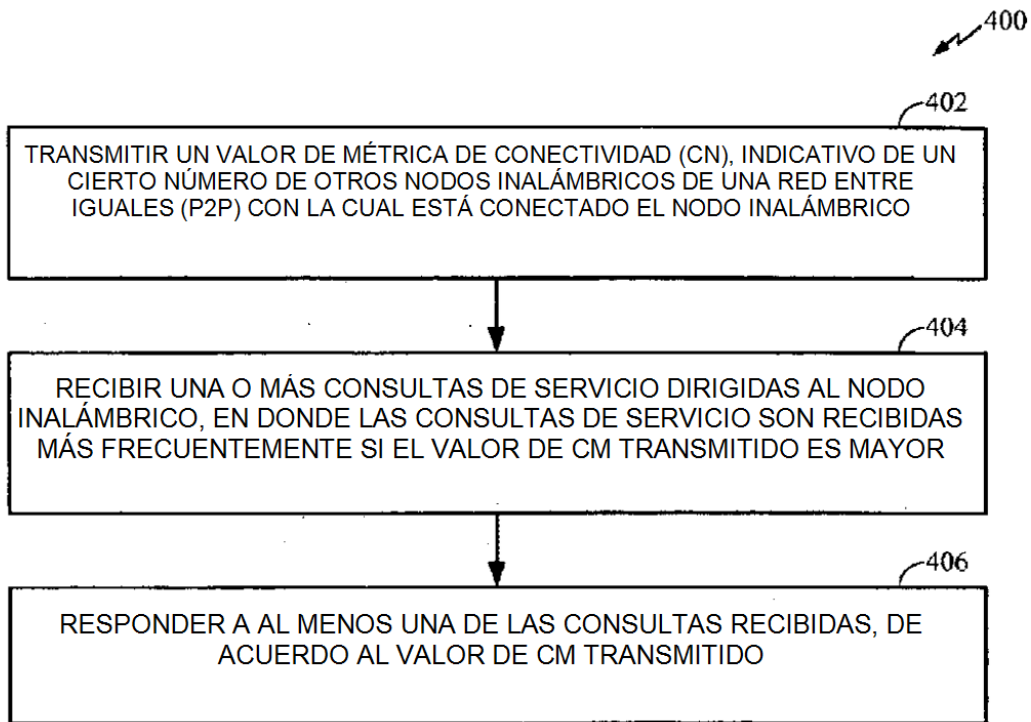 400
402
TRANSMITIR UN VALOR DE MÉTRICA DE CONECTIVIDAD (CN), INDICATIVO DE UN
CIERTO NÚMERO DE OTROS NODOS INALÁMBRICOS DE UNA RED ENTRE
IGUALES (P2P) CON LA CUAL ESTÁ CONECTADO EL NODO INALÁMBRICO
404
RECIBIR UNA O MÁS CONSULTAS DE SERVICIO DIRIGIDAS AL NODO
INALÁMBRICO, EN DONDE LAS CONSULTAS DE SERVICIO SON RECIBIDAS
MÁS FRECUENTEMENTE SI EL VALOR DE CM TRANSMITIDO ES MAYOR
406
RESPONDER A AL MENOS UNA DE LAS CONSULTAS RECIBIDAS, DE
ACUERDO AL VALOR DE CM TRANSMITIDO